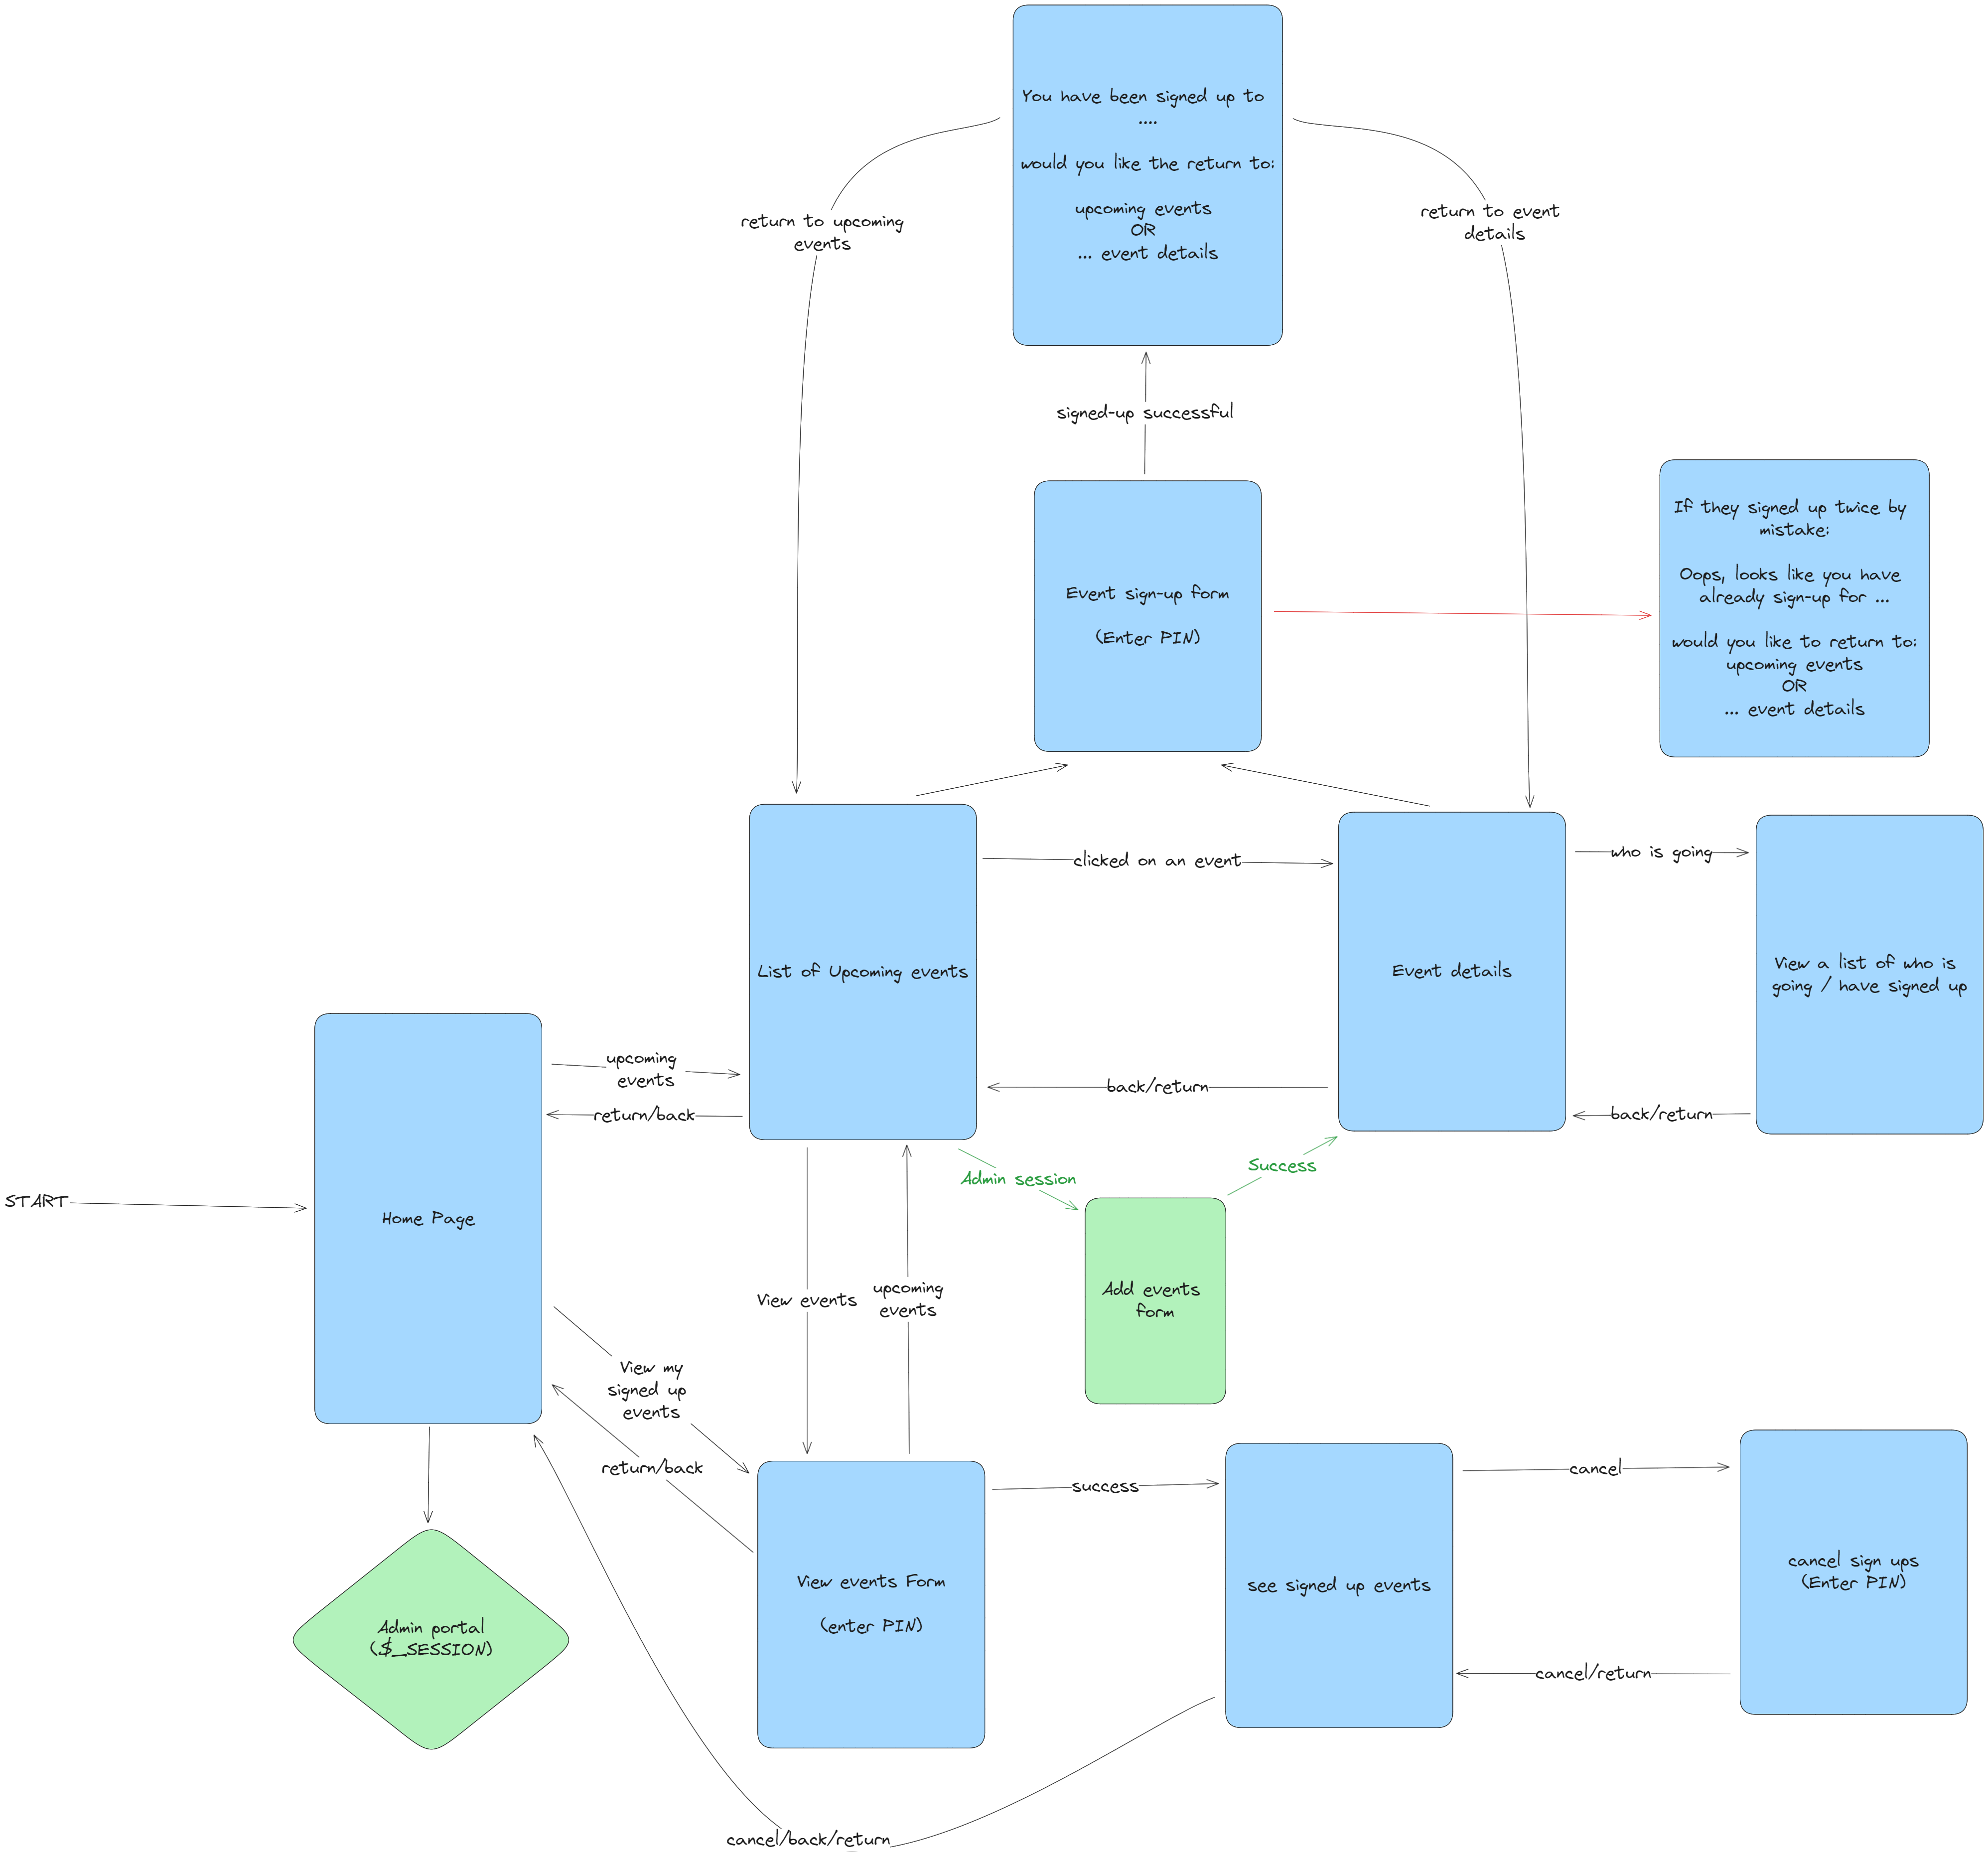 You have been signed up to
....
would you like the return to:
upcoming events
OR
... event details
return to upcoming
events
return to event
details
signed-up successful
Event sign-up form
(Enter PIN)
If they signed up twice by
mistake:
Oops, looks like you have
already sign-up for ...
would you like to return to:
upcoming events
OR
... event details
List of Upcoming events
clicked on an event
Event details
who is going
View a list of who is
going / have signed up
back/return
back/return
upcoming
events
return/back
START
Home Page
Admin session
Success
Add events
form
View events
upcoming
events
View my
signed up
events
return/back
Admin portal
($_SESSION)
View events Form
(enter PIN)
success
see signed up events
cancel
cancel sign ups
(Enter PIN)
cancel/return
cancel/back/return